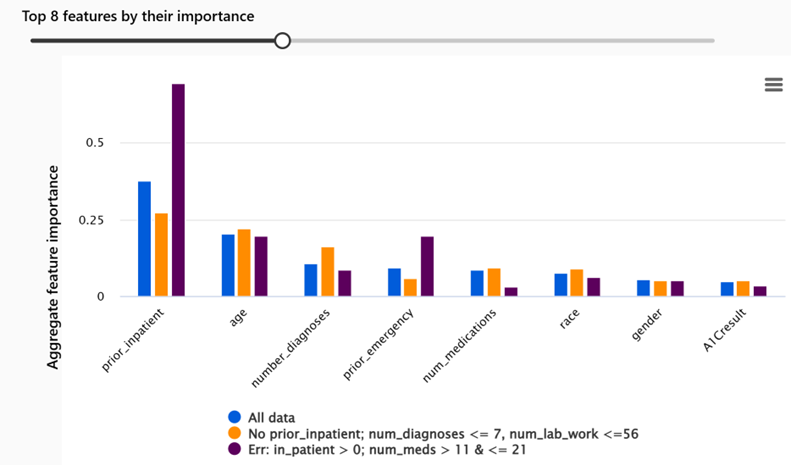 Top 8 features by their importance
Aggregate feature importance
0.5
0.25
0
prior_inpatient
age
number_diagnoses
prior_emergency
num_medications
race
gender
A1Cresult
All data
No prior_inpatient; num_diagnoses <= 7, num_lab_work <=56
Err: in_patient > 0; num_meds > 11 & <= 21